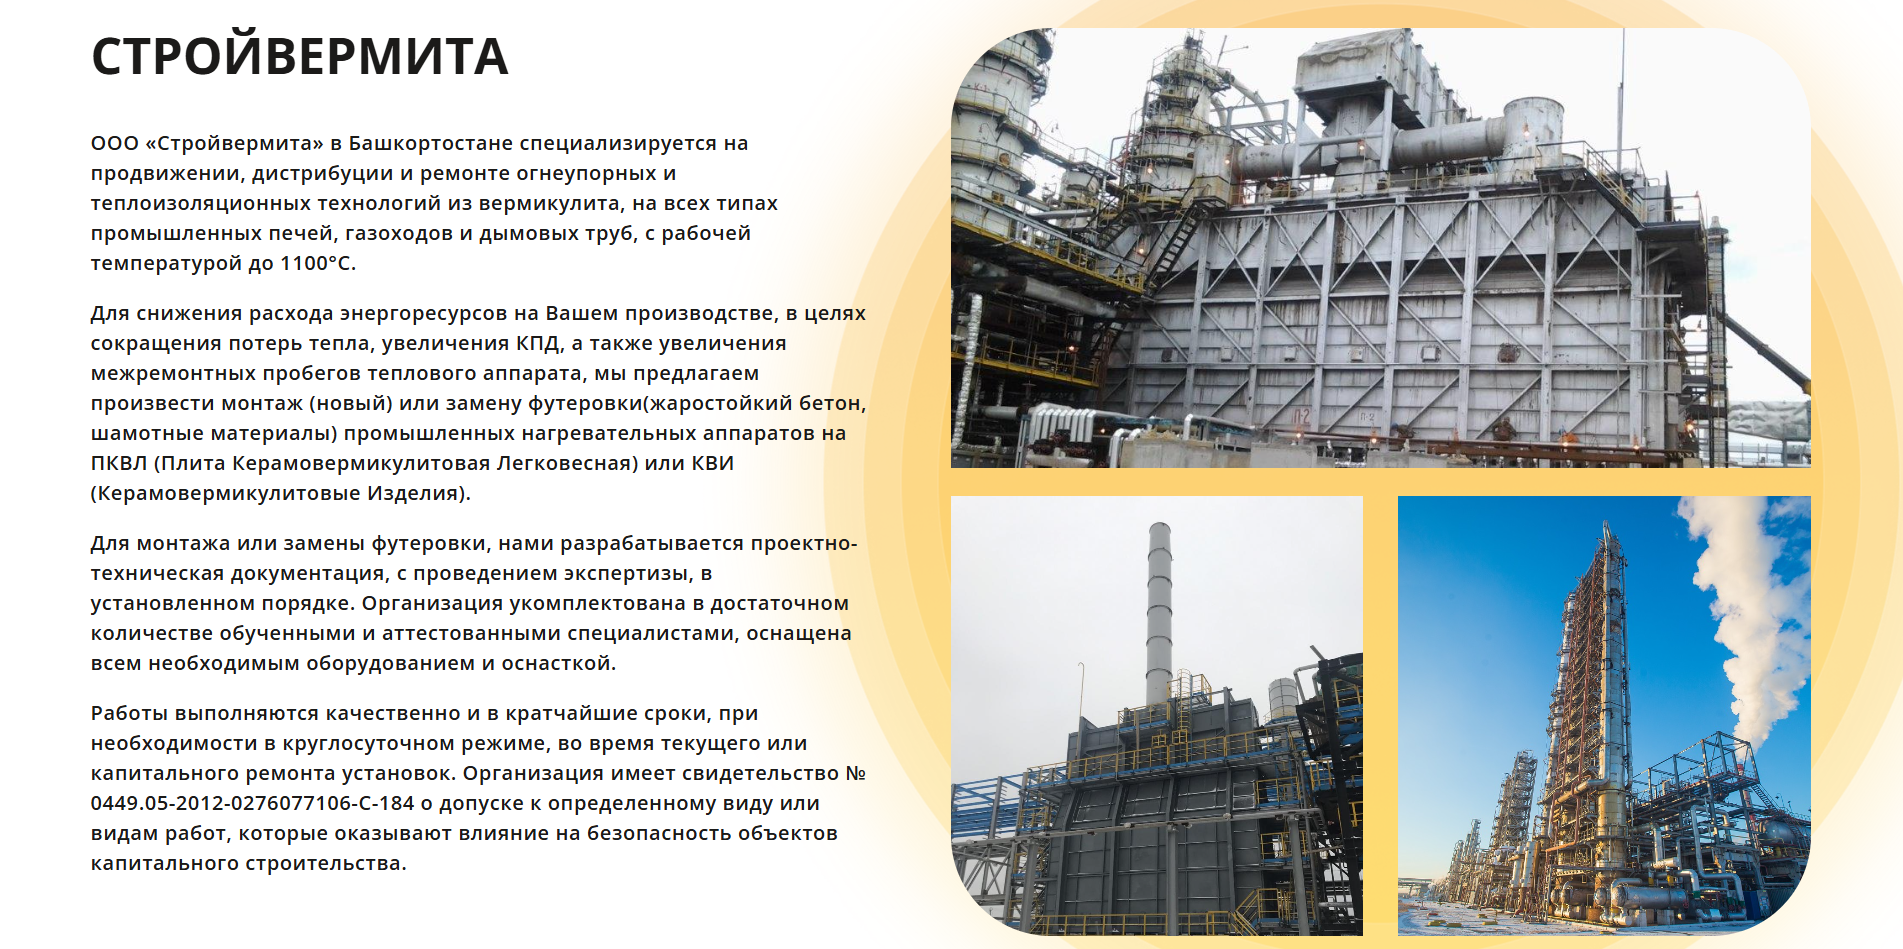 СТРОЙВЕРМИТА
ООО «Стройвермита» в Башкортостане специализируется на
продвижении, дистрибуции и ремонте огнеупорных и
теплоизоляционных технологий из вермикулита, на всех типах
промышленных печей, газоходов и дымовых труб, с рабочей
температурой до 1100°С.
Для снижения расхода энергоресурсов на Вашем производстве, в целях
сокращения потерь тепла, увеличения КПД, а также увеличения
межремонтных пробегов теплового аппарата, мы предлагаем
произвести монтаж (новый) или замену футеровки(жаростойкий бетон,
шамотные материалы) промышленных нагревательных аппаратов на
ПКВЛ (Плита Керамовермикулитовая Легковесная) или КВИ
(Керамовермикулитовые Изделия).
Для монтажа или замены футеровки, нами разрабатывается проектно-
техническая документация, с проведением экспертизы, в
установленном порядке. Организация укомплектована в достаточном
количестве обученными и аттестованными специалистами, оснащена
всем необходимым оборудованием и оснасткой.
Работы выполняются качественно и в кратчайшие сроки, при
необходимости в круглосуточном режиме, во время текущего или
капитального ремонта установок. Организация имеет свидетельство №
0449.05-2012-0276077106-С-184 о допуске к определенному виду или
видам работ, которые оказывают влияние на безопасность объектов
капитального строительства.
П-2
П-2